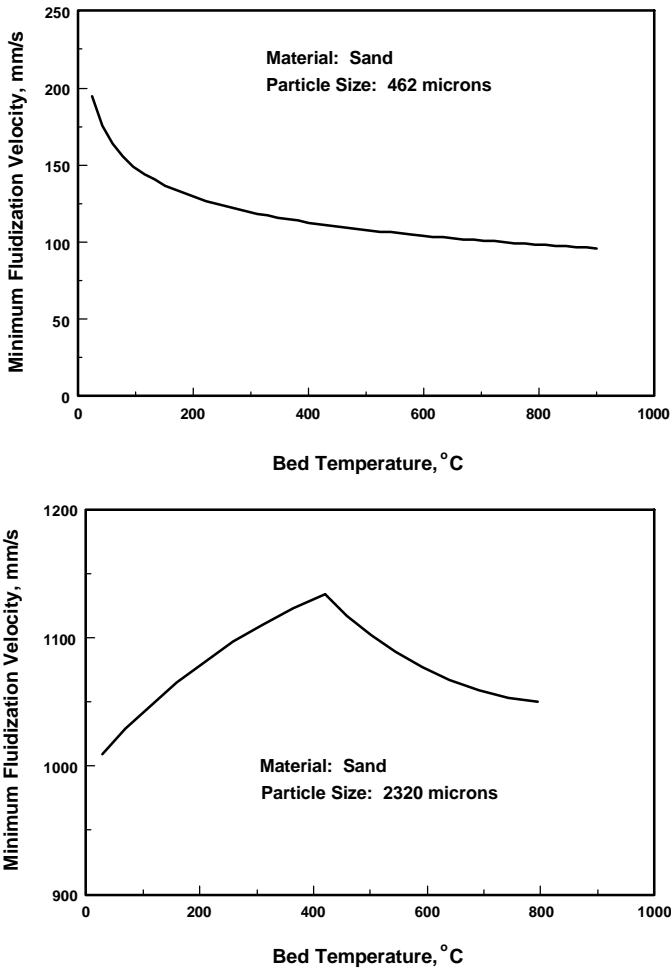 250
200
150
100
50
0
Minimum Fluidization Velocity, mm/s
Material: Sand
Particle Size: 462 microns
0 200 400 600 800 1000
Bed Temperature, °C
1200
1100
1000
900
Minimum Fluidization Velocity, mm/s
Material: Sand
Particle Size: 2320 microns
0 200 400 600 800 1000
Bed Temperature, °C